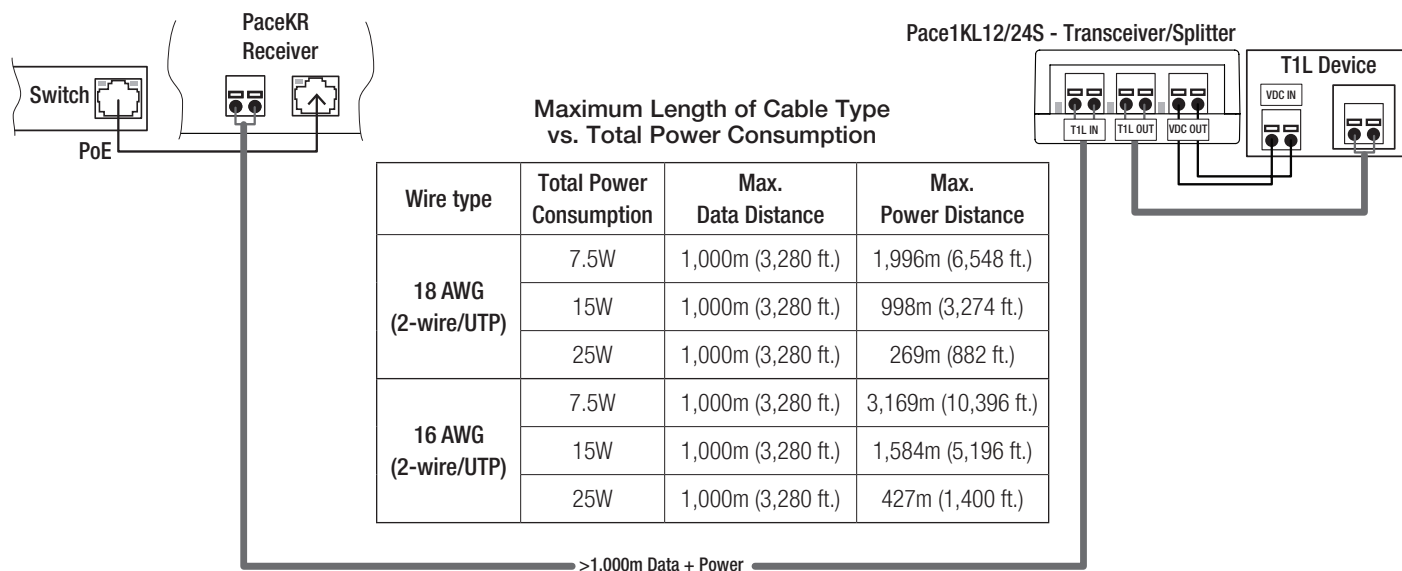 PaceKR
Receiver
Pace1KL12/24S - Transceiver/Splitter
Switch
PoE
T1L IN
T1L OUT
VDC OUT
T1L Device
VDC IN
Maximum Length of Cable Type
vs. Total Power Consumption
Wire type
Total Power
Consumption
Max.
Data Distance
Max.
Power Distance
18 AWG
(2-wire/UTP)
7.5W 1,000m (3,280 ft.) 1,996m (6,548 ft.)
15W 1,000m (3,280 ft.) 998m (3,274 ft.)
25W 1,000m (3,280 ft.) 269m (882 ft.)
16 AWG
(2-wire/UTP)
7.5W 1,000m (3,280 ft.) 3,169m (10,396 ft.)
15W 1,000m (3,280 ft.) 1,584m (5,196 ft.)
25W 1,000m (3,280 ft.) 427m (1,400 ft.)
>1,000m Data + Power